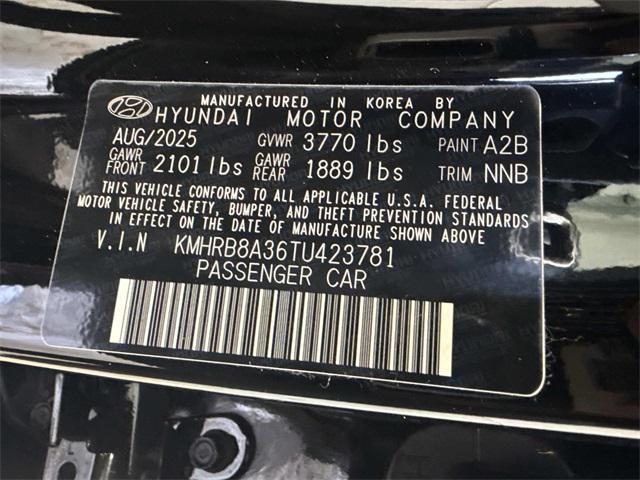 MANUFACTURED IN KOREA BY
HYUNDAI MOTOR COMPANY
AUG/2025 GVWR 3770 lbs PAINT A2B
GAWR FRONT 2101 lbs GAWR REAR 1889 lbs TRIM NNB
THIS VEHICLE CONFORMS TO ALL APPLICABLE U.S.A. FEDERAL
MOTOR VEHICLE SAFETY, BUMPER, AND THEFT PREVENTION STANDARDS
IN EFFECT ON THE DATE OF MANUFACTURE SHOWN ABOVE
V.I.N KMHRB8A36TU423781
PASSENGER CAR